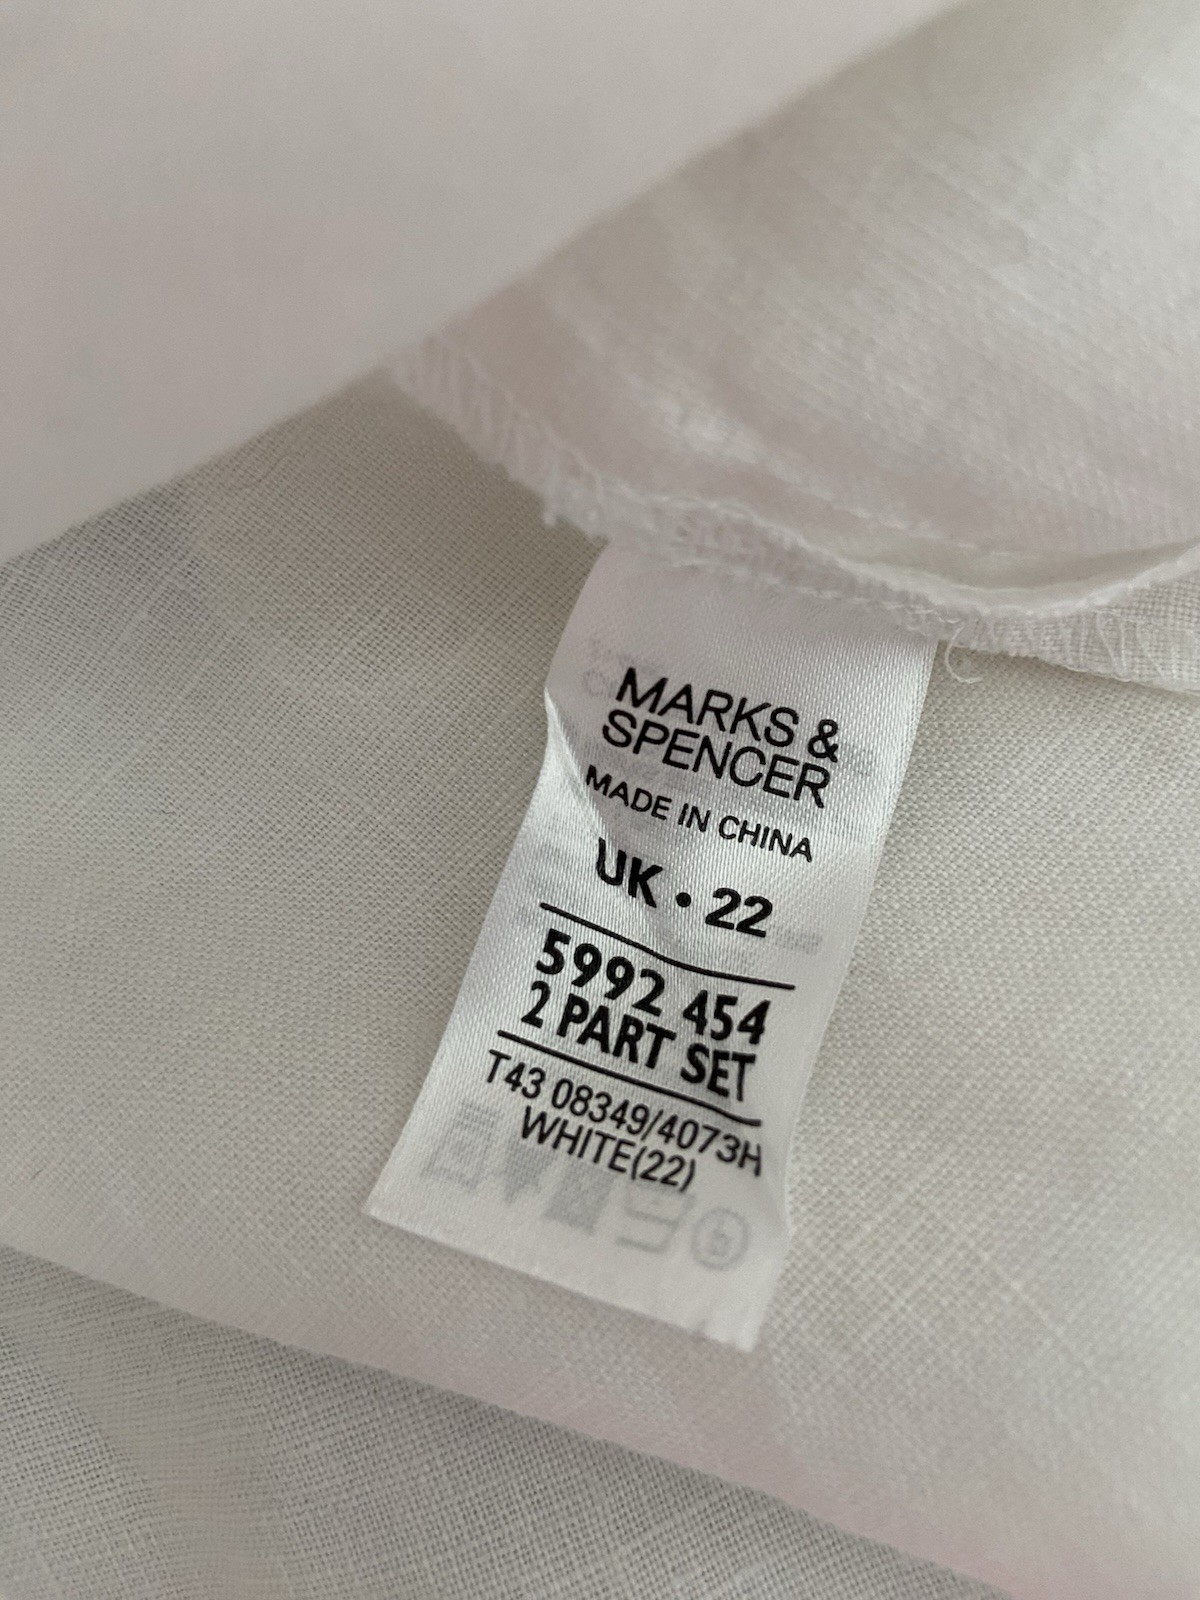 MARKS &
SPENCER
MADE IN CHINA
UK • 22
5992 454
2 PART SET
T43 08349/4073H
WHITE(22)